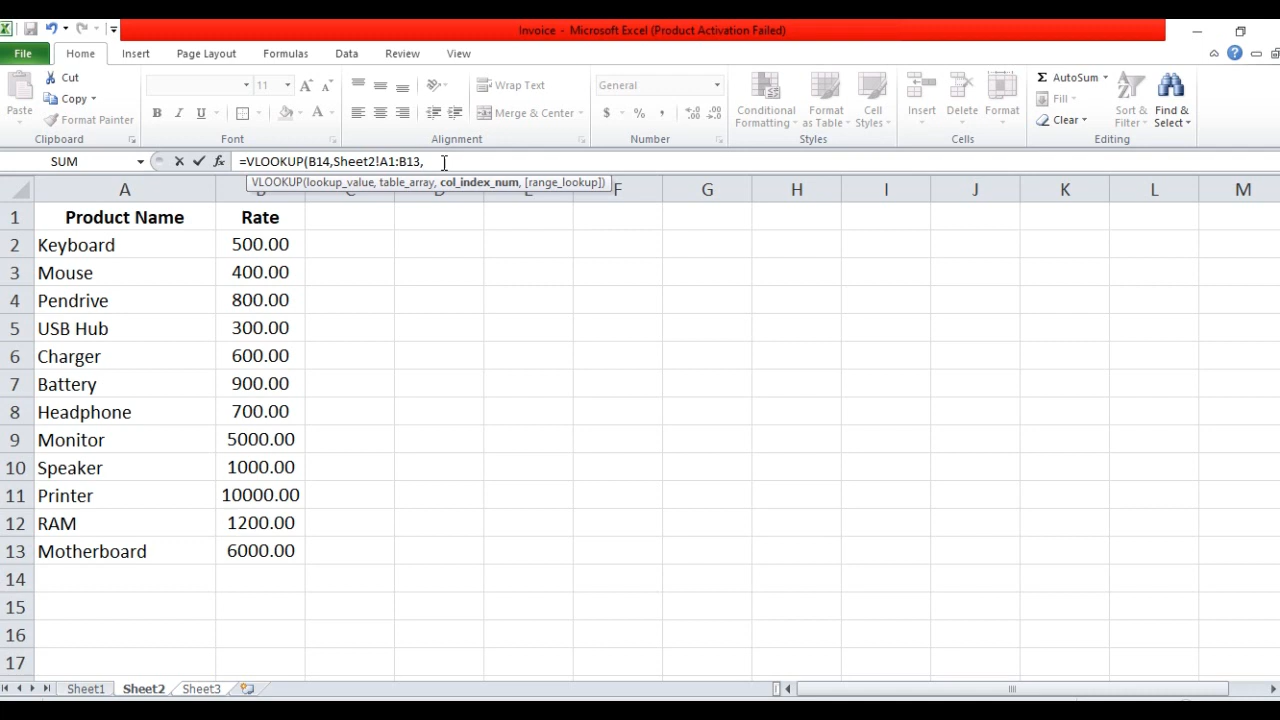 Invoice - Microsoft Excel (Product Activation Failed)
File Home Insert Page Layout Formulas Data Review View
Paste Cut Copy Format Painter
11 A A Wrap Text General Conditional Formatting Format as Table Cell Styles Insert Delete Format AutoSum Fill Clear Sort & Filter Find & Select
B I U A Merge & Center $ % ,
Clipboard Font Alignment Number Styles Cells Editing
SUM fx =VLOOKUP(B14,Sheet2!A1:B13,
VLOOKUP(lookup_value, table_array, col_index_num, [range_lookup])
A F G H I J K L M
1 Product Name Rate
2 Keyboard 500.00
3 Mouse 400.00
4 Pendrive 800.00
5 USB Hub 300.00
6 Charger 600.00
7 Battery 900.00
8 Headphone 700.00
9 Monitor 5000.00
10 Speaker 1000.00
11 Printer 10000.00
12 RAM 1200.00
13 Motherboard 6000.00
14
15
16
17
Sheet1 Sheet2 Sheet3